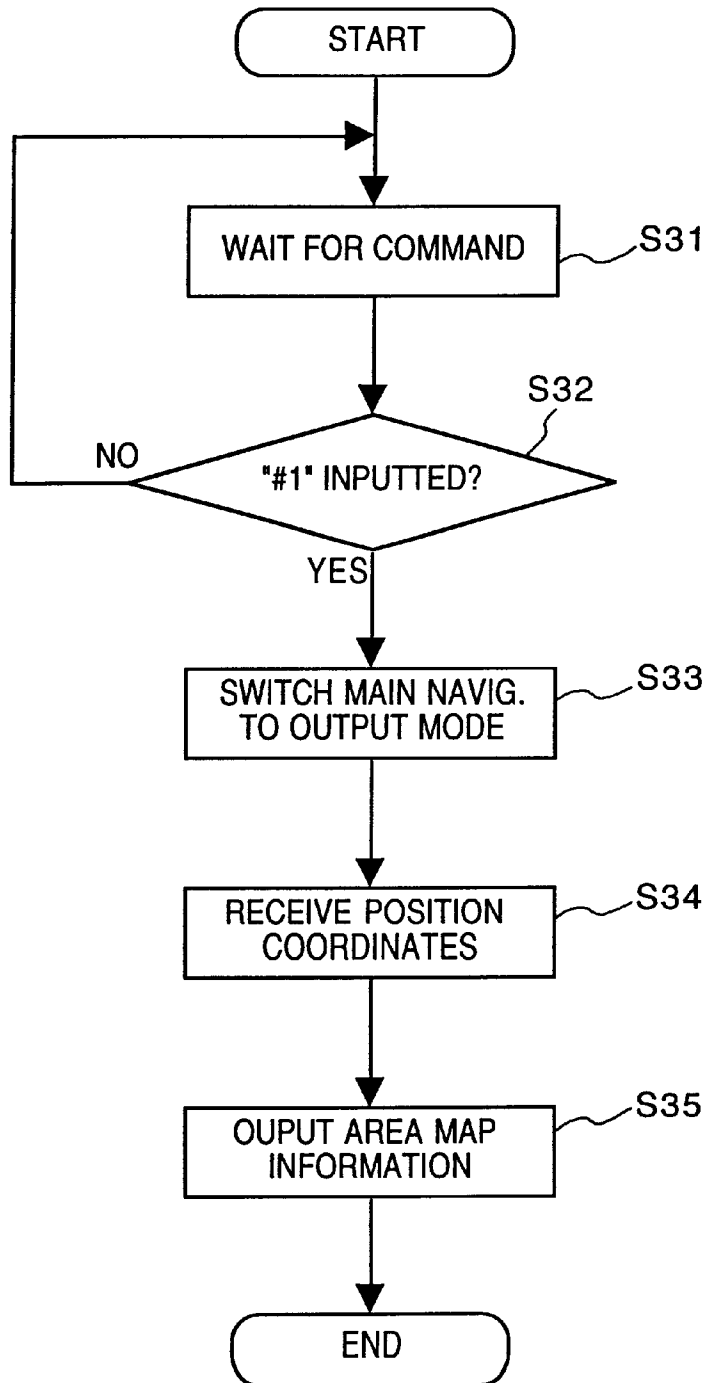 START
WAIT FOR COMMAND
S31
S32
NO
"#1" INPUTTED?
YES
SWITCH MAIN NAVIG.
TO OUTPUT MODE
S33
RECEIVE POSITION
COORDINATES
S34
OUPUT AREA MAP
INFORMATION
S35
END